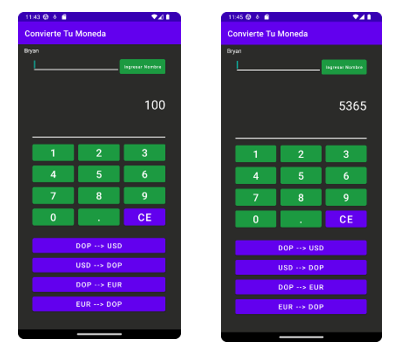 11:43
Convierte Tu Moneda
Bryan
Ingresar Nombre
100
1 2 3
4 5 6
7 8 9
0 . CE
DOP --> USD
USD --> DOP
DOP --> EUR
EUR --> DOP
11:45
Convierte Tu Moneda
Bryan
Ingresar Nombre
5365
1 2 3
4 5 6
7 8 9
0 . CE
DOP --> USD
USD --> DOP
DOP --> EUR
EUR --> DOP